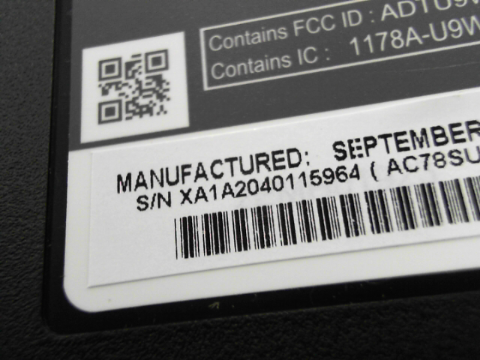 Contains FCC ID : ADTU9W
Contains IC : 1178A-U9W
MANUFACTURED: SEPTEMBER
S/N XA1A2040115964 ( AC78SU